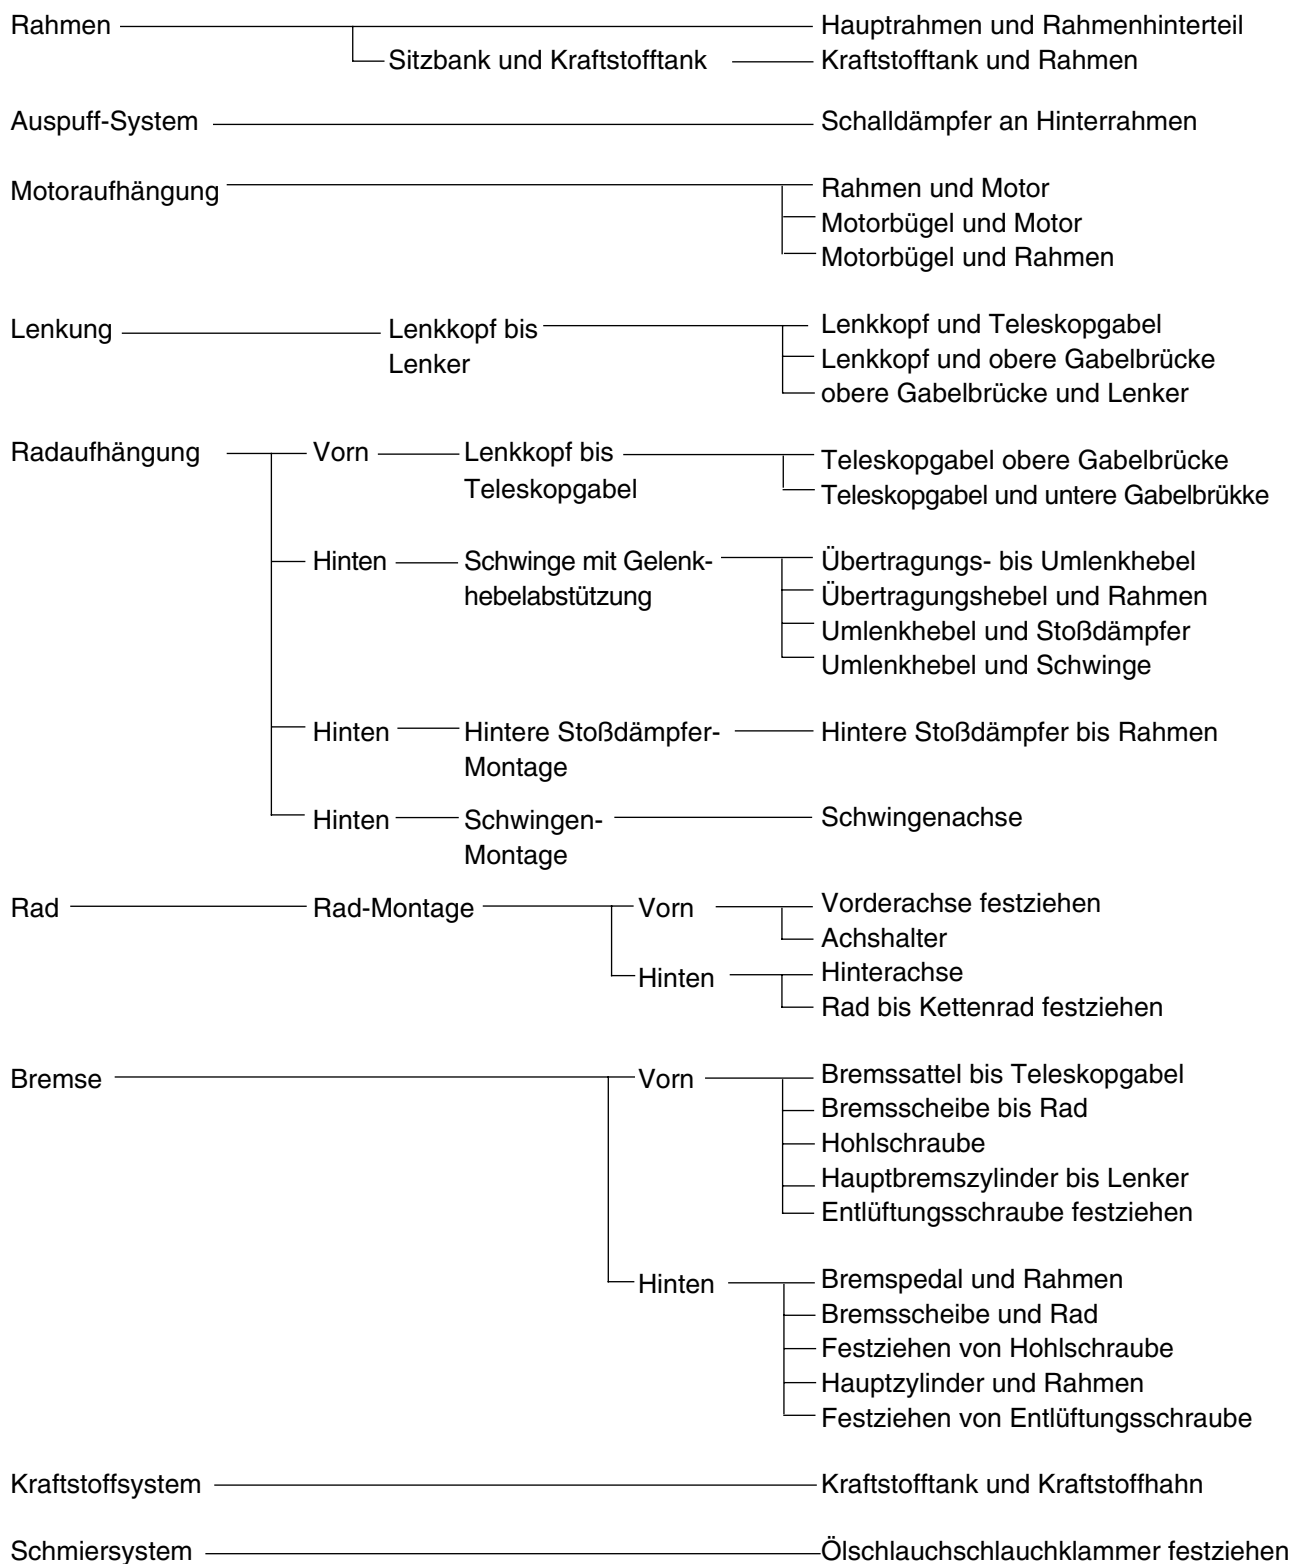 Rahmen Hauptrahmen und Rahmenhinterteil
Sitzbank und Kraftstofftank Kraftstofftank und Rahmen
Auspuff-System Schalldämpfer an Hinterrahmen
Motoraufhängung Rahmen und Motor
Motorbügel und Motor
Motorbügel und Rahmen
Lenkung Lenkkopf bis Lenkkopf und Teleskopgabel
Lenker Lenkkopf und obere Gabelbrücke
obere Gabelbrücke und Lenker
Radaufhängung Vorn Lenkkopf bis Teleskopgabel obere Gabelbrücke
Teleskopgabel Teleskopgabel und untere Gabelbrükke
Hinten Schwinge mit Gelenk- Übertragungs- bis Umlenkhebel
hebelabstützung Übertragungshebel und Rahmen
Umlenkhebel und Stoßdämpfer
Umlenkhebel und Schwinge
Hinten Hintere Stoßdämpfer- Hintere Stoßdämpfer bis Rahmen
Montage
Hinten Schwingen- Schwingenachse
Montage
Rad Rad-Montage Vorn Vorderachse festziehen
Achshalter
Hinten Hinterachse
Rad bis Kettenrad festziehen
Bremse Vorn Bremssattel bis Teleskopgabel
Bremsscheibe bis Rad
Hohlschraube
Hauptbremszylinder bis Lenker
Entlüftungsschraube festziehen
Hinten Bremspedal und Rahmen
Bremsscheibe und Rad
Festziehen von Hohlschraube
Hauptzylinder und Rahmen
Festziehen von Entlüftungsschraube
Kraftstoffsystem Kraftstofftank und Kraftstoffhahn
Schmiersystem Ölschlauchschlauchklammer festziehen